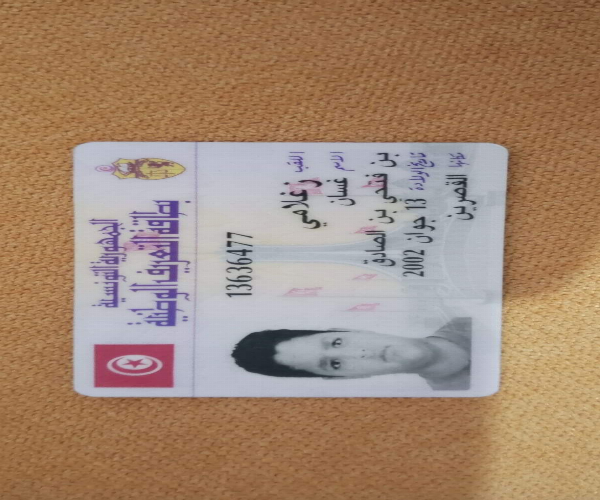 الجمهورية التونسية
بطاقة التعريف الوطنية
13636477
اللقب زغلامي
الاسم غسان
بن فتحي بن الصادق
تاريخ الولادة 13 جوان 2002
مكانها القصرين